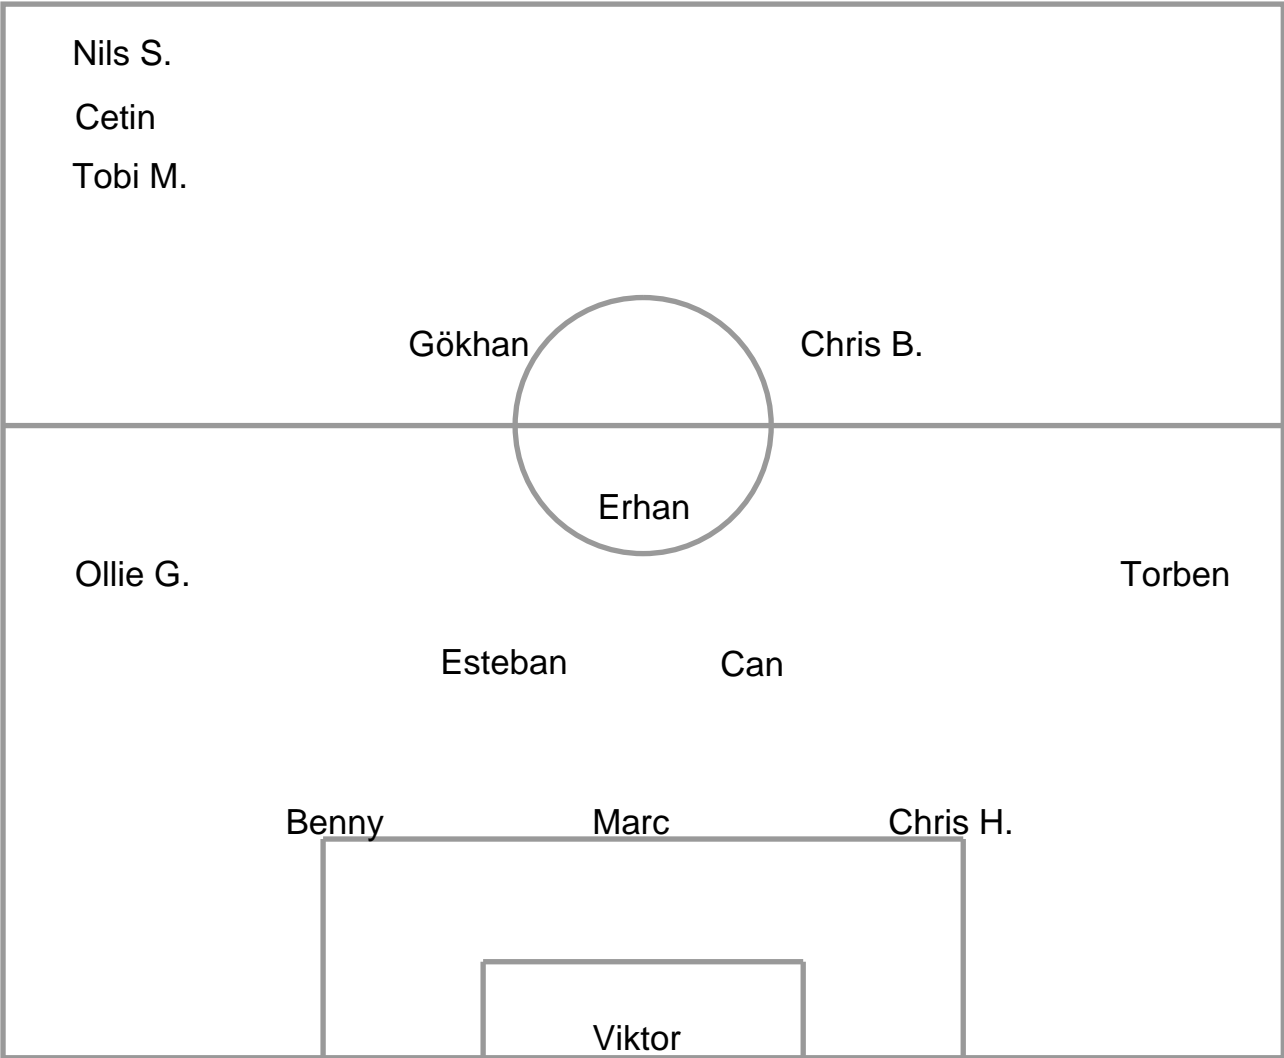 Nils S.
Cetin
Tobi M.
Gökhan Chris B.
Erhan
Ollie G. Torben
Esteban Can
Benny Marc Chris H.
Viktor